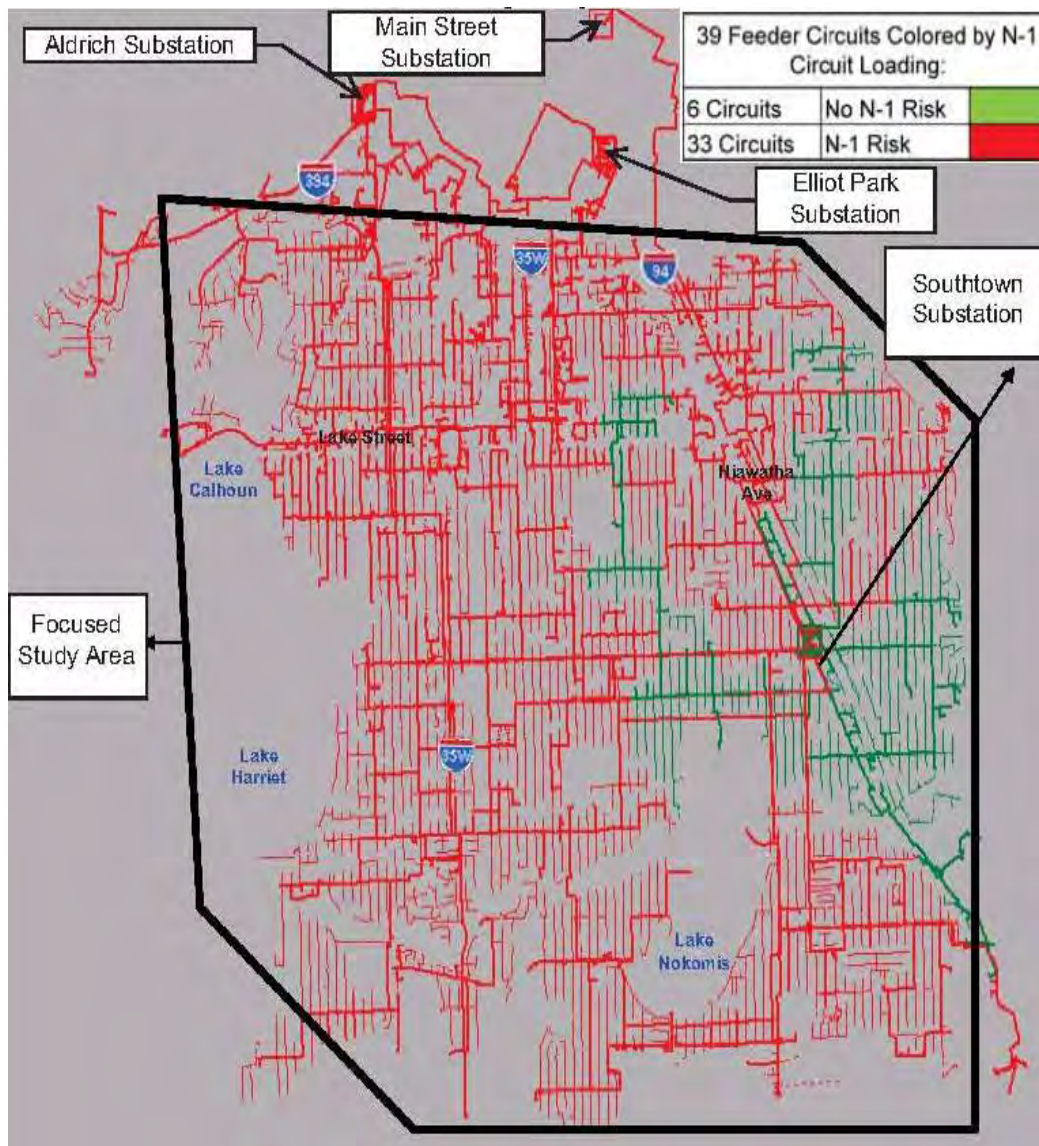 Aldrich Substation
Main Street
Substation
39 Feeder Circuits Colored by N-1
Circuit Loading:
6 Circuits No N-1 Risk
33 Circuits N-1 Risk
Elliot Park
Substation
394
35W
94
Southtown
Substation
Lake Street
Lake
Calhoun
Hiawatha
Ave
Focused
Study Area
Lake
Harriet
35W
Lake
Nokomis